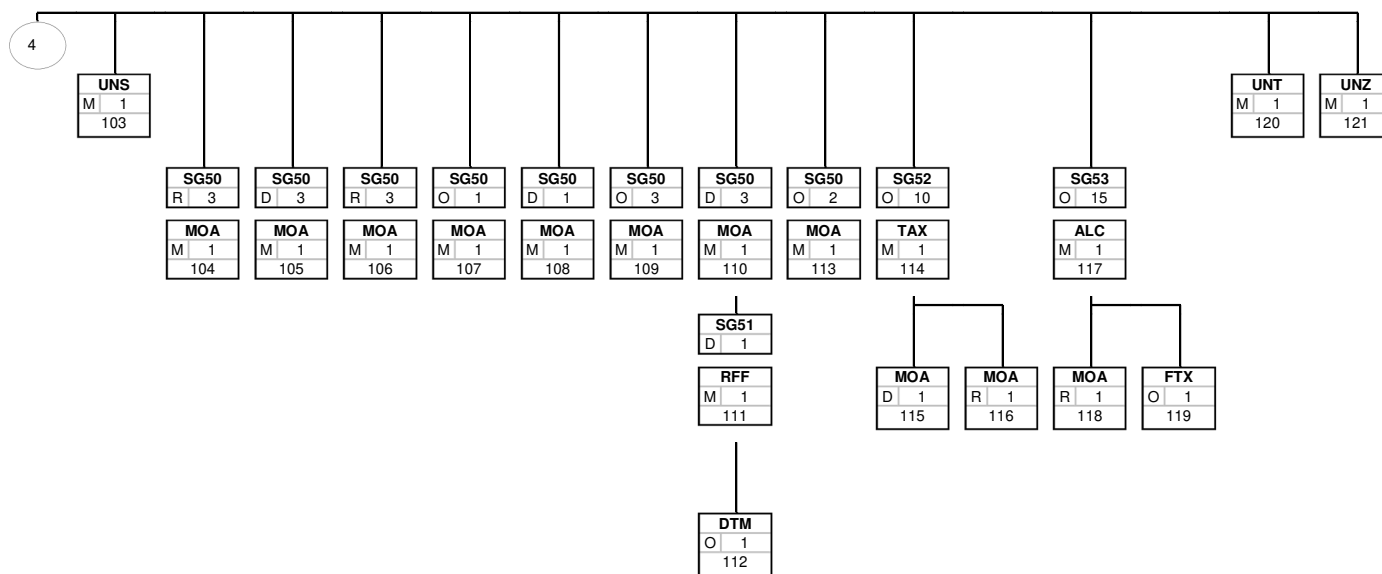 4
UNS UNT UNZ
M 1 M 1 M 1
103 120 121
SG50 SG50 SG50 SG50 SG50 SG50 SG50 SG50 SG52 SG53
R 3 D 3 R 3 O 1 D 1 O 3 D 3 O 2 O 10 O 15
MOA MOA MOA MOA MOA MOA MOA MOA TAX ALC
M 1 M 1 M 1 M 1 M 1 M 1 M 1 M 1 M 1 M 1
104 105 106 107 108 109 110 113 114 117
SG51
D 1
RFF MOA MOA MOA FTX
M 1 D 1 R 1 R 1 O 1
111 115 116 118 119
DTM
O 1
112